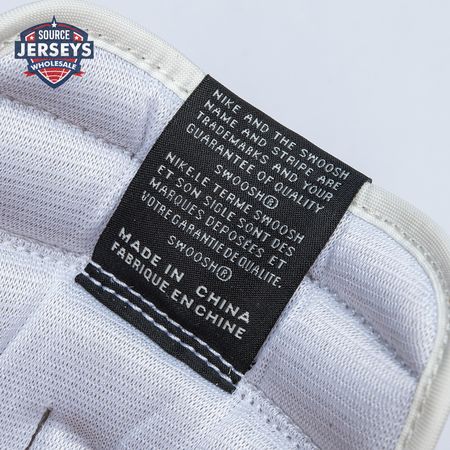 SOURCE
JERSEYS
WHOLESALE
NIKE AND THE SWOOSH
NAME AND STRIPE ARE
TRADEMARKS AND YOUR
GUARANTEE OF QUALITY
SWOOSH®
NIKE,LE TERME SWOOSH
ET SON SIGLE SONT DES
MARQUES DEPOSÉES ET
VOTRE GARANTIE DE QUALITE.
SWOOSH®
MADE IN CHINA
FABRIQUE EN CHINE